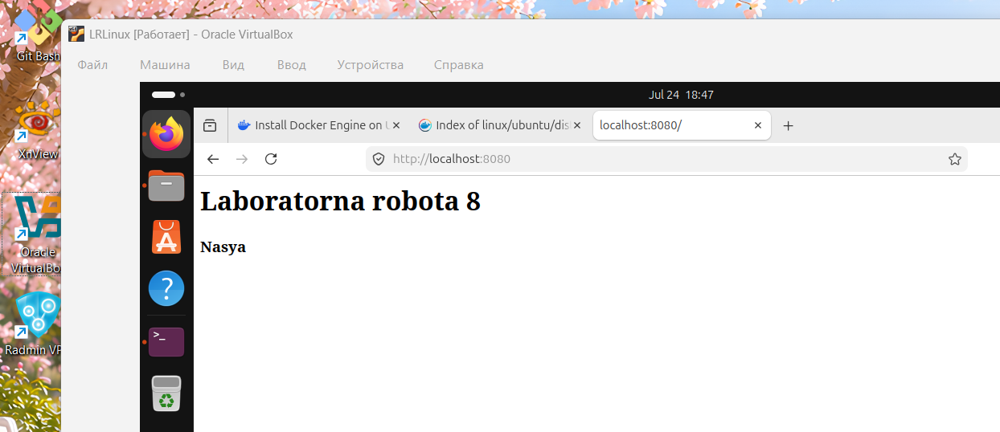 Git Bash
XnView
Oracle
VirtualBo
Radmin VP
LRLinux [Работает] - Oracle VirtualBox
Файл Машина Вид Ввод Устройства Справка
Jul 24 18:47
Install Docker Engine on U Index of linux/ubuntu/dis localhost:8080/
http://localhost:8080
Laboratorna robota 8
Nasya